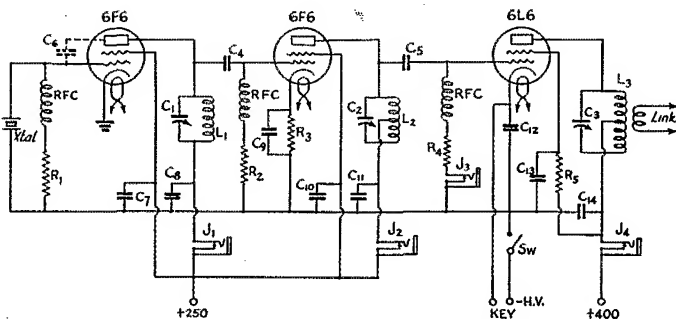 6F6
6F6
6L6
C6
C4
C5
L3
RFC
C1
L1
RFC
C9
R3
C2
L2
RFC
C12
C3
Link
Xtal
R1
C7
C8
R2
C10
C11
R4
J3
C13
R5
C14
J1
J2
Sw
J4
+250
KEY
-H.V.
+400